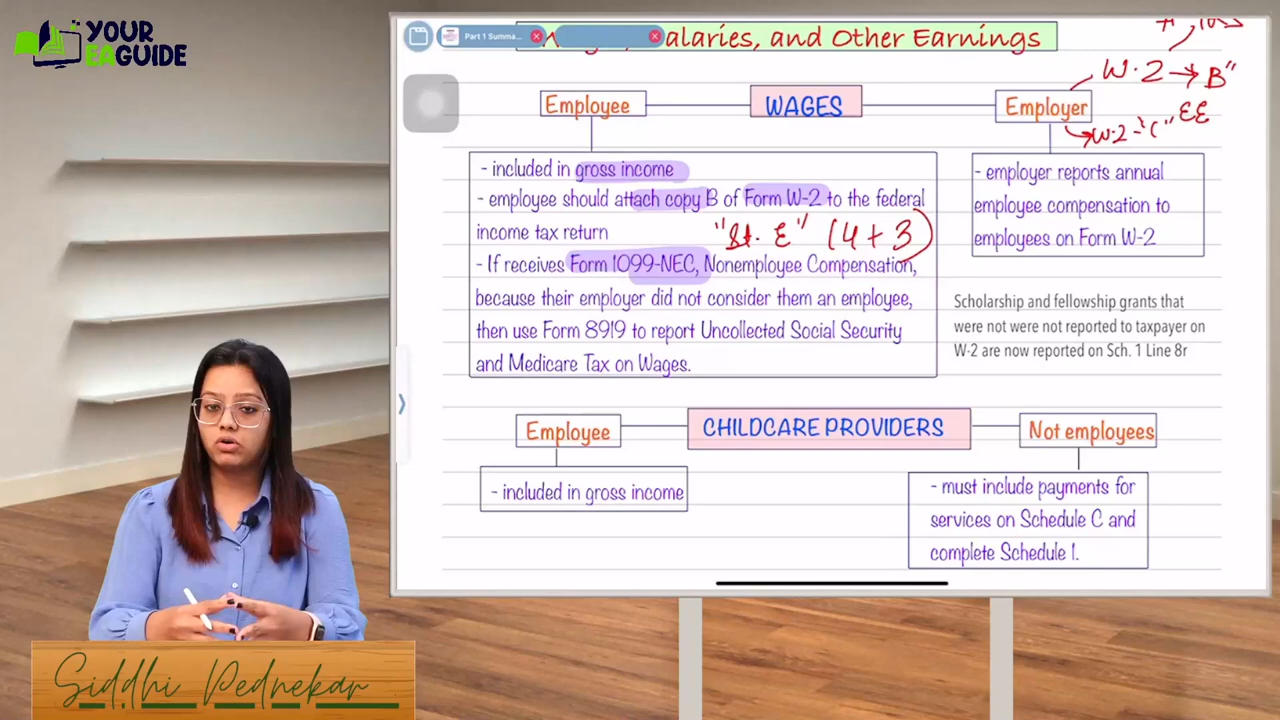 YOUR
EAGUIDE
Part 1 Summa...
alaries, and Other Earnings
loss
W-2 → B"
Employee
WAGES
Employer
EE
W-2-"C"
- included in gross income
- employee should attach copy B of Form W-2 to the federal
income tax return
"St. E" (4+3)
- If receives Form 1099-NEC, Nonemployee Compensation,
because their employer did not consider them an employee,
then use Form 8919 to report Uncollected Social Security
and Medicare Tax on Wages.
- employer reports annual
employee compensation to
employees on Form W-2
Scholarship and fellowship grants that
were not were not reported to taxpayer on
W-2 are now reported on Sch. 1 Line 8r
Employee
CHILDCARE PROVIDERS
Not employees
- included in gross income
- must include payments for
services on Schedule C and
complete Schedule 1.
Siddhi Pednekar